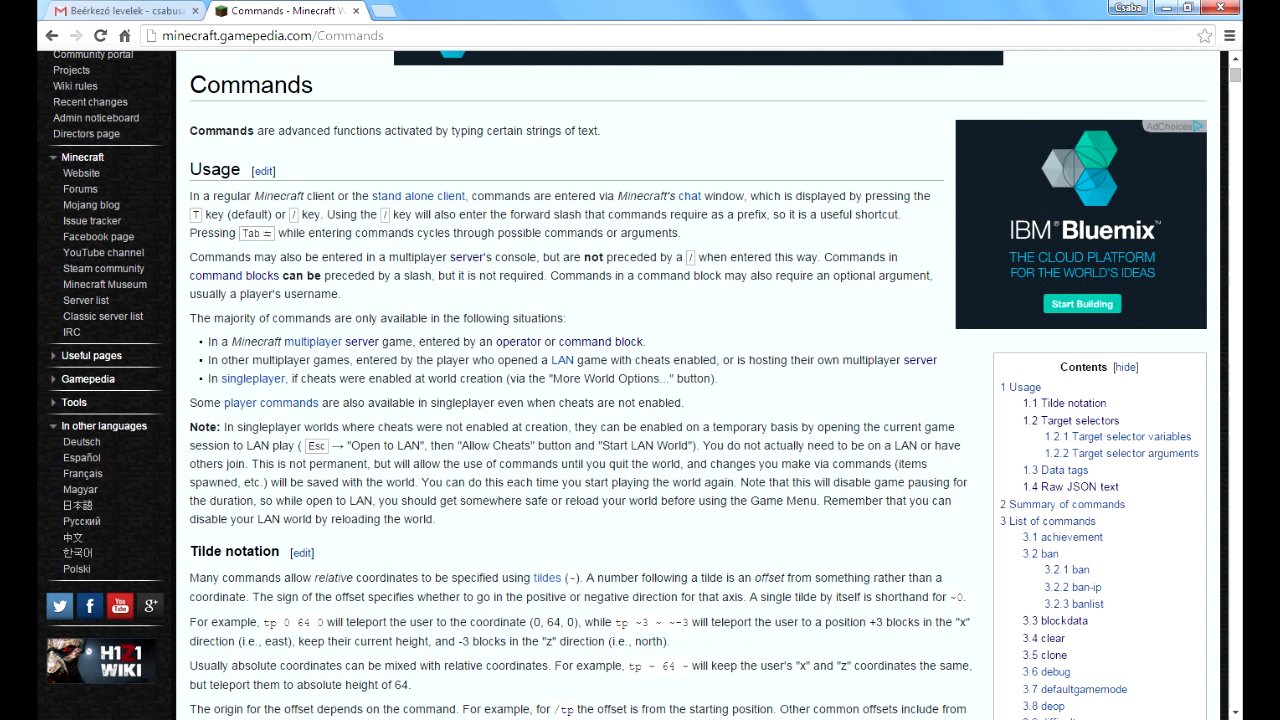 Beérkező levelek - csabusa
Commands - Minecraft W
Csaba
minecraft.gamepedia.com/Commands
Community portal
Projects
Wiki rules
Recent changes
Admin noticeboard
Directors page
Minecraft
Website
Forums
Mojang blog
Issue tracker
Facebook page
YouTube channel
Steam community
Minecraft Museum
Server list
Classic server list
IRC
Useful pages
Gamepedia
Tools
In other languages
Deutsch
Español
Français
Magyar
日本語
Русский
中文
한국어
Polski
H1Z1
WIKI
Commands
Commands are advanced functions activated by typing certain strings of text.
Usage [edit]
In a regular Minecraft client or the stand alone client, commands are entered via Minecraft's chat window, which is displayed by pressing the
T key (default) or / key. Using the / key will also enter the forward slash that commands require as a prefix, so it is a useful shortcut.
Pressing Tab while entering commands cycles through possible commands or arguments.
Commands may also be entered in a multiplayer server's console, but are not preceded by a / when entered this way. Commands in
command blocks can be preceded by a slash, but it is not required. Commands in a command block may also require an optional argument,
usually a player's username.
The majority of commands are only available in the following situations:
• In a Minecraft multiplayer server game, entered by an operator or command block.
• In other multiplayer games, entered by the player who opened a LAN game with cheats enabled, or is hosting their own multiplayer server
• In singleplayer, if cheats were enabled at world creation (via the "More World Options..." button).
Some player commands are also available in singleplayer even when cheats are not enabled.
Note: In singleplayer worlds where cheats were not enabled at creation, they can be enabled on a temporary basis by opening the current game
session to LAN play ( Esc → "Open to LAN", then "Allow Cheats" button and "Start LAN World"). You do not actually need to be on a LAN or have
others join. This is not permanent, but will allow the use of commands until you quit the world, and changes you make via commands (items
spawned, etc.) will be saved with the world. You can do this each time you start playing the world again. Note that this will disable game pausing for
the duration, so while open to LAN, you should get somewhere safe or reload your world before using the Game Menu. Remember that you can
disable your LAN world by reloading the world.
Tilde notation [edit]
Many commands allow relative coordinates to be specified using tildes (~). A number following a tilde is an offset from something rather than a
coordinate. The sign of the offset specifies whether to go in the positive or negative direction for that axis. A single tilde by itself is shorthand for ~0.
For example, tp 0 64 0 will teleport the user to the coordinate (0, 64, 0), while tp ~3 ~ ~-3 will teleport the user to a position +3 blocks in the "x"
direction (i.e., east), keep their current height, and -3 blocks in the "z" direction (i.e., north).
Usually absolute coordinates can be mixed with relative coordinates. For example, tp ~ 64 ~ will keep the user's "x" and "z" coordinates the same,
but teleport them to absolute height of 64.
The origin for the offset depends on the command. For example, for /tp the offset is from the starting position. Other common offsets include from
AdChoices
IBM® Bluemix™
THE CLOUD PLATFORM
FOR THE WORLD'S IDEAS
Start Building
Contents [hide]
1 Usage
1.1 Tilde notation
1.2 Target selectors
1.2.1 Target selector variables
1.2.2 Target selector arguments
1.3 Data tags
1.4 Raw JSON text
2 Summary of commands
3 List of commands
3.1 achievement
3.2 ban
3.2.1 ban
3.2.2 ban-ip
3.2.3 banlist
3.3 blockdata
3.4 clear
3.5 clone
3.6 debug
3.7 defaultgamemode
3.8 deop